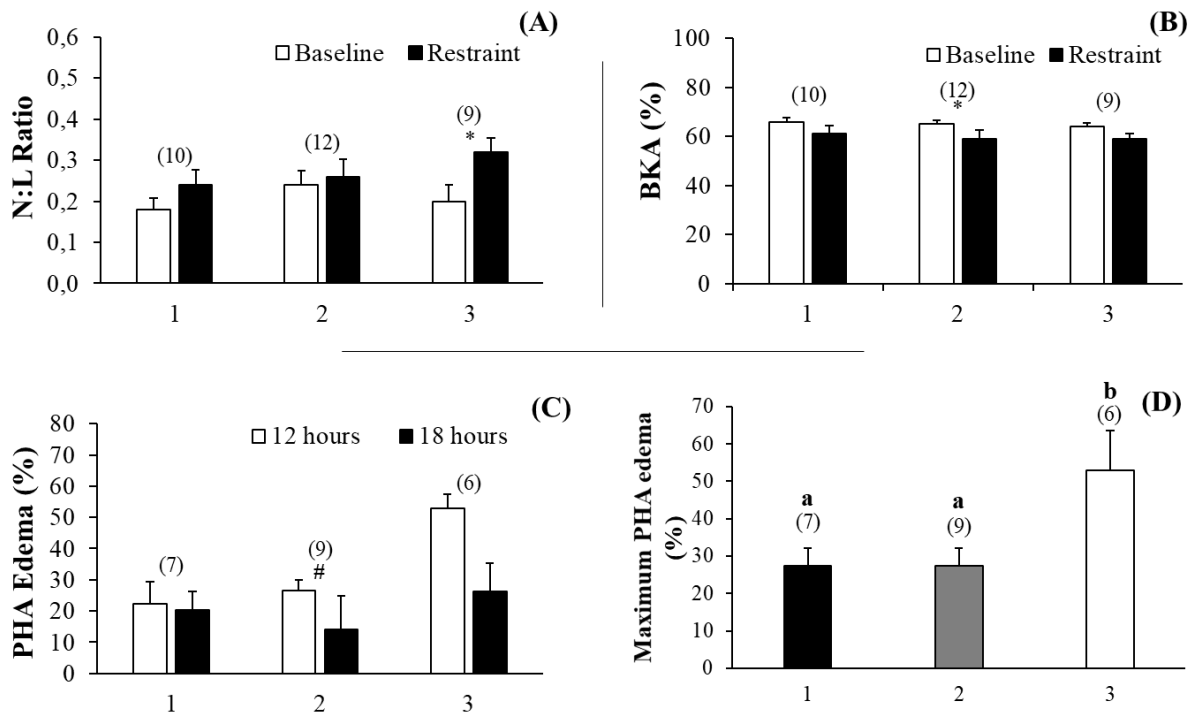 (A)
N:L Ratio
0,6
0,5
0,4
0,3
0,2
0,1
0,0
Baseline Restraint
(10)
(12)
(9)
*
1 2 3
(B)
BKA (%)
100
80
60
40
20
0
Baseline Restraint
(10)
(12)
*
(9)
1 2 3
(C)
PHA Edema (%)
80
70
60
50
40
30
20
10
0
12 hours 18 hours
(7)
(9)
#
(6)
1 2 3
(D)
Maximum PHA edema
(%)
70
60
50
40
30
20
10
0
a
(7)
a
(9)
b
(6)
1 2 3